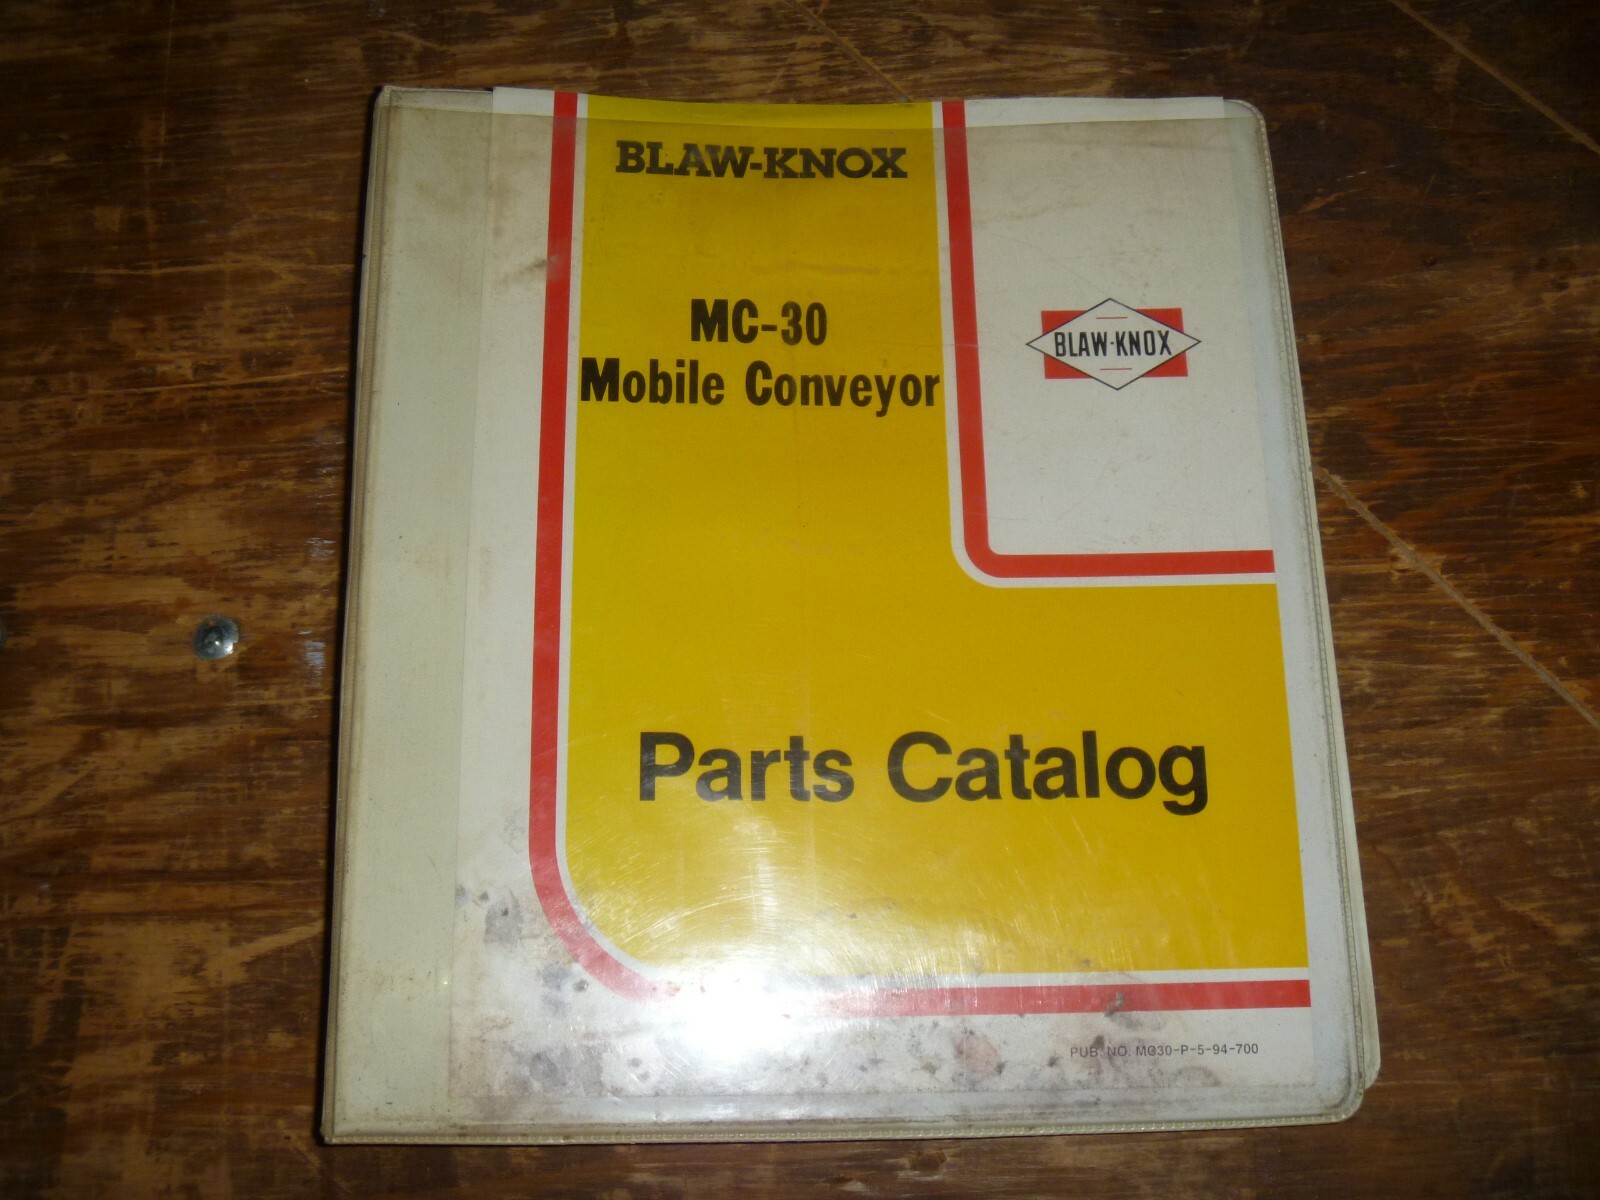 BLAW-KNOX
MC-30
Mobile Conveyor
BLAW·KNOX
Parts Catalog
PUB. NO. MC30-P-5-94-700